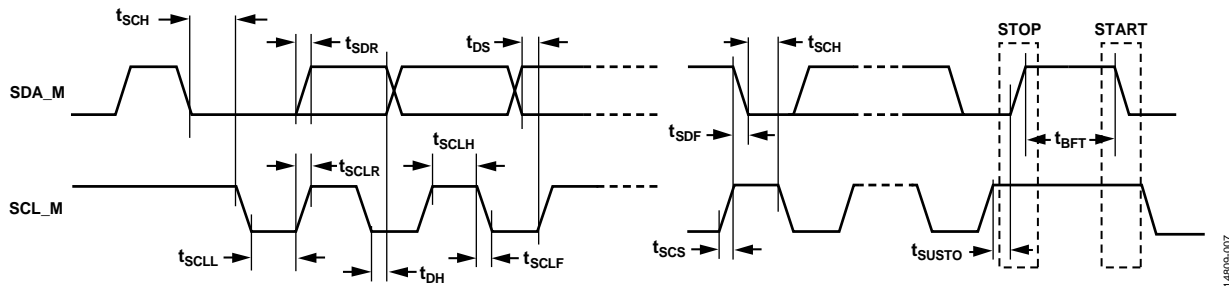 tSCH
tSDR
tDS
tSCH
STOP
START
SDA_M
tSDF
tBFT
tSCLH
tSCLR
SCL_M
tSCLL
tDH
tSCLF
tSCS
tSUSTO
14809-007